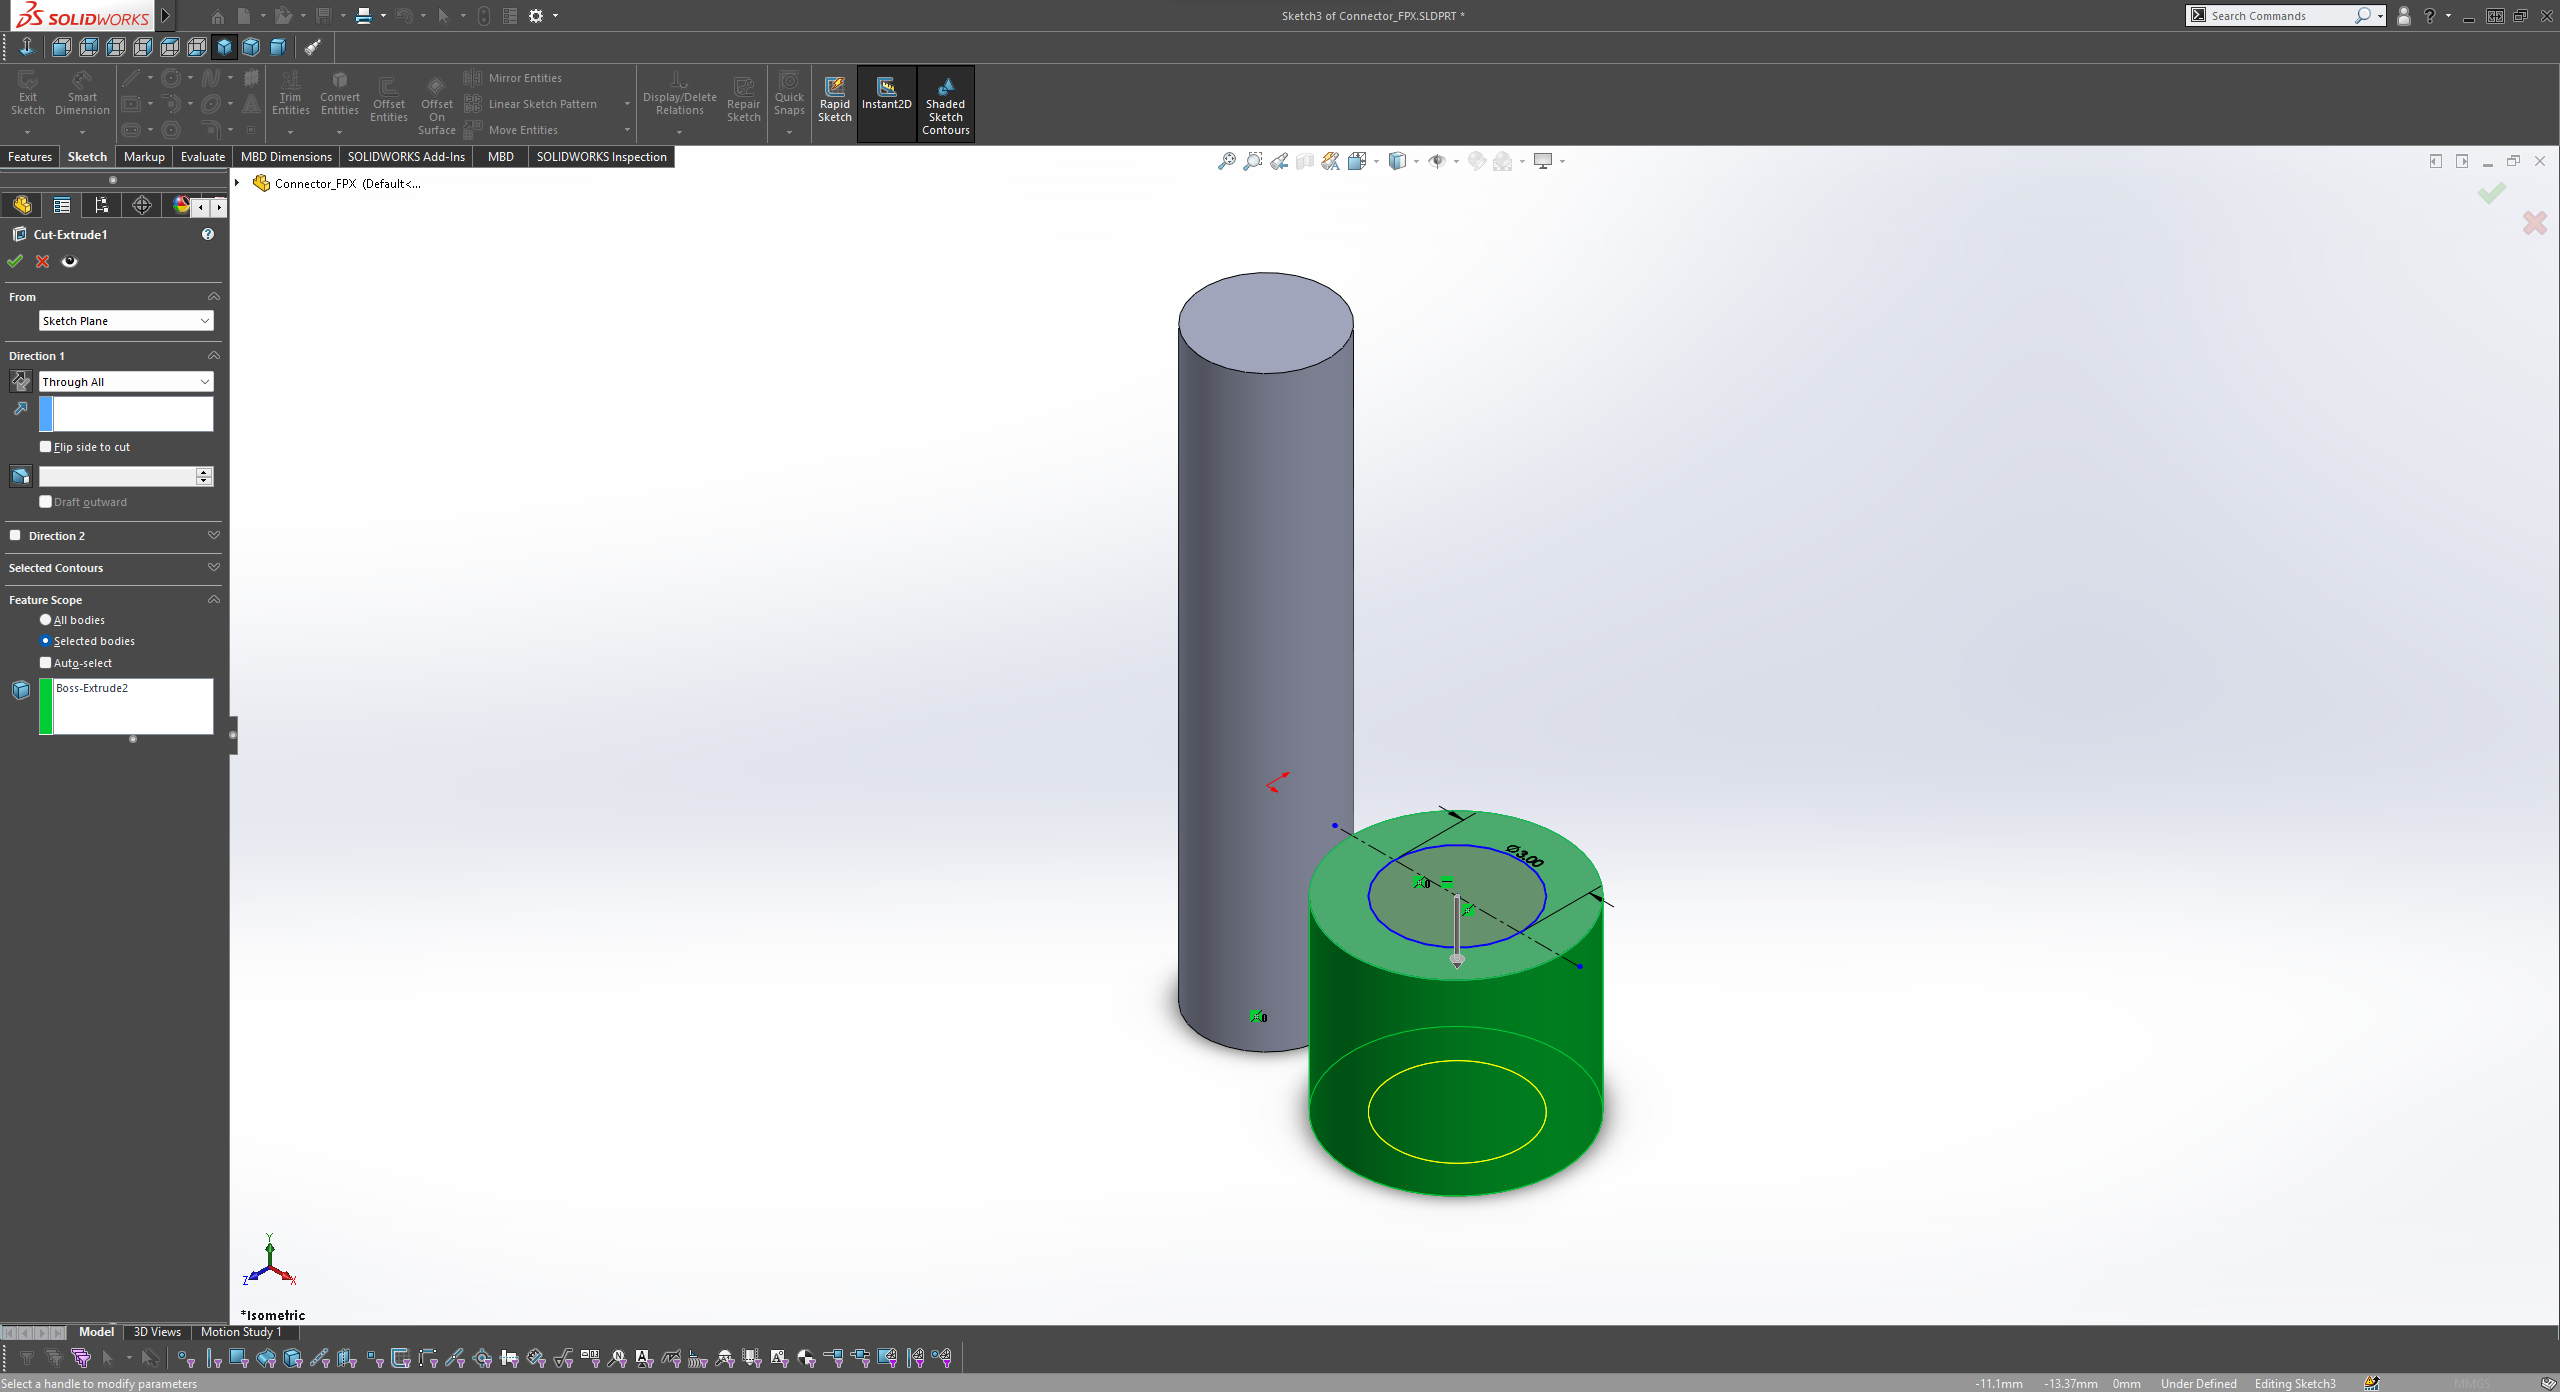 SOLIDWORKS
Sketch3 of Connector_FPX.SLDPRT *
Search Commands
Exit Sketch
Smart Dimension
Trim Entities
Convert Entities
Offset Entities
Offset On Surface
Mirror Entities
Linear Sketch Pattern
Move Entities
Display/Delete Relations
Repair Sketch
Quick Snaps
Rapid Sketch
Instant2D
Shaded Sketch Contours
Features Sketch Markup Evaluate MBD Dimensions SOLIDWORKS Add-Ins MBD SOLIDWORKS Inspection
Connector_FPX (Default<...
Cut-Extrude1
From
Sketch Plane
Direction 1
Through All
Flip side to cut
Draft outward
Direction 2
Selected Contours
Feature Scope
All bodies
Selected bodies
Auto-select
Boss-Extrude2
Ø3.00
0
0
Y
Z
X
*Isometric
Model 3D Views Motion Study 1
Select a handle to modify parameters
-11.1mm -13.37mm 0mm Under Defined Editing Sketch3 MMGS